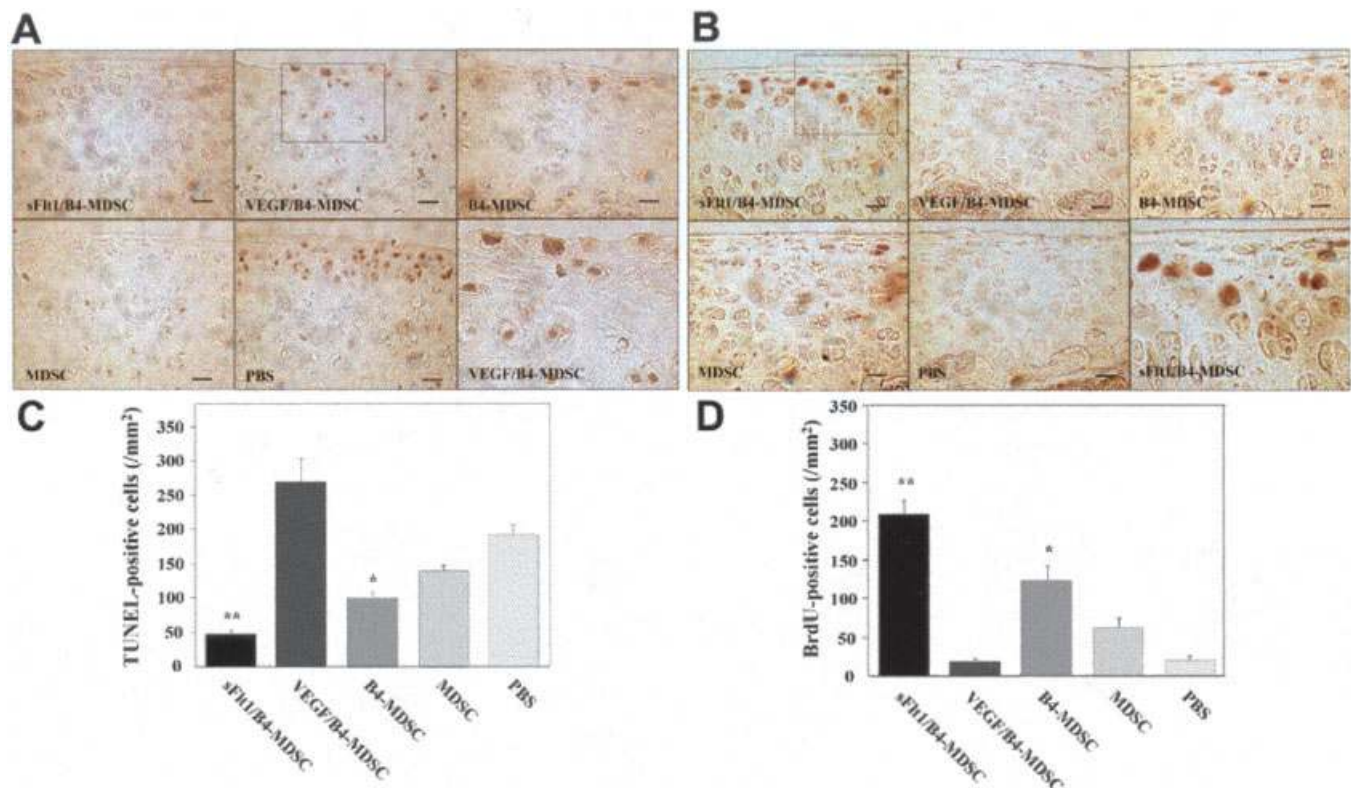 A
B
sFlt1/B4-MDSC
VEGF/B4-MDSC
B4-MDSC
sFlt1/B4-MDSC
VEGF/B4-MDSC
B4-MDSC
MDSC
PBS
VEGF/B4-MDSC
MDSC
PBS
sFlt1/B4-MDSC
C
TUNEL-positive cells (/mm²)
350
300
250
200
150
100
50
0
**
*
sFlt1/B4-MDSC
VEGF/B4-MDSC
B4-MDSC
MDSC
PBS
D
BrdU-positive cells (/mm²)
350
300
250
200
150
100
50
0
**
*
sFlt1/B4-MDSC
VEGF/B4-MDSC
B4-MDSC
MDSC
PBS